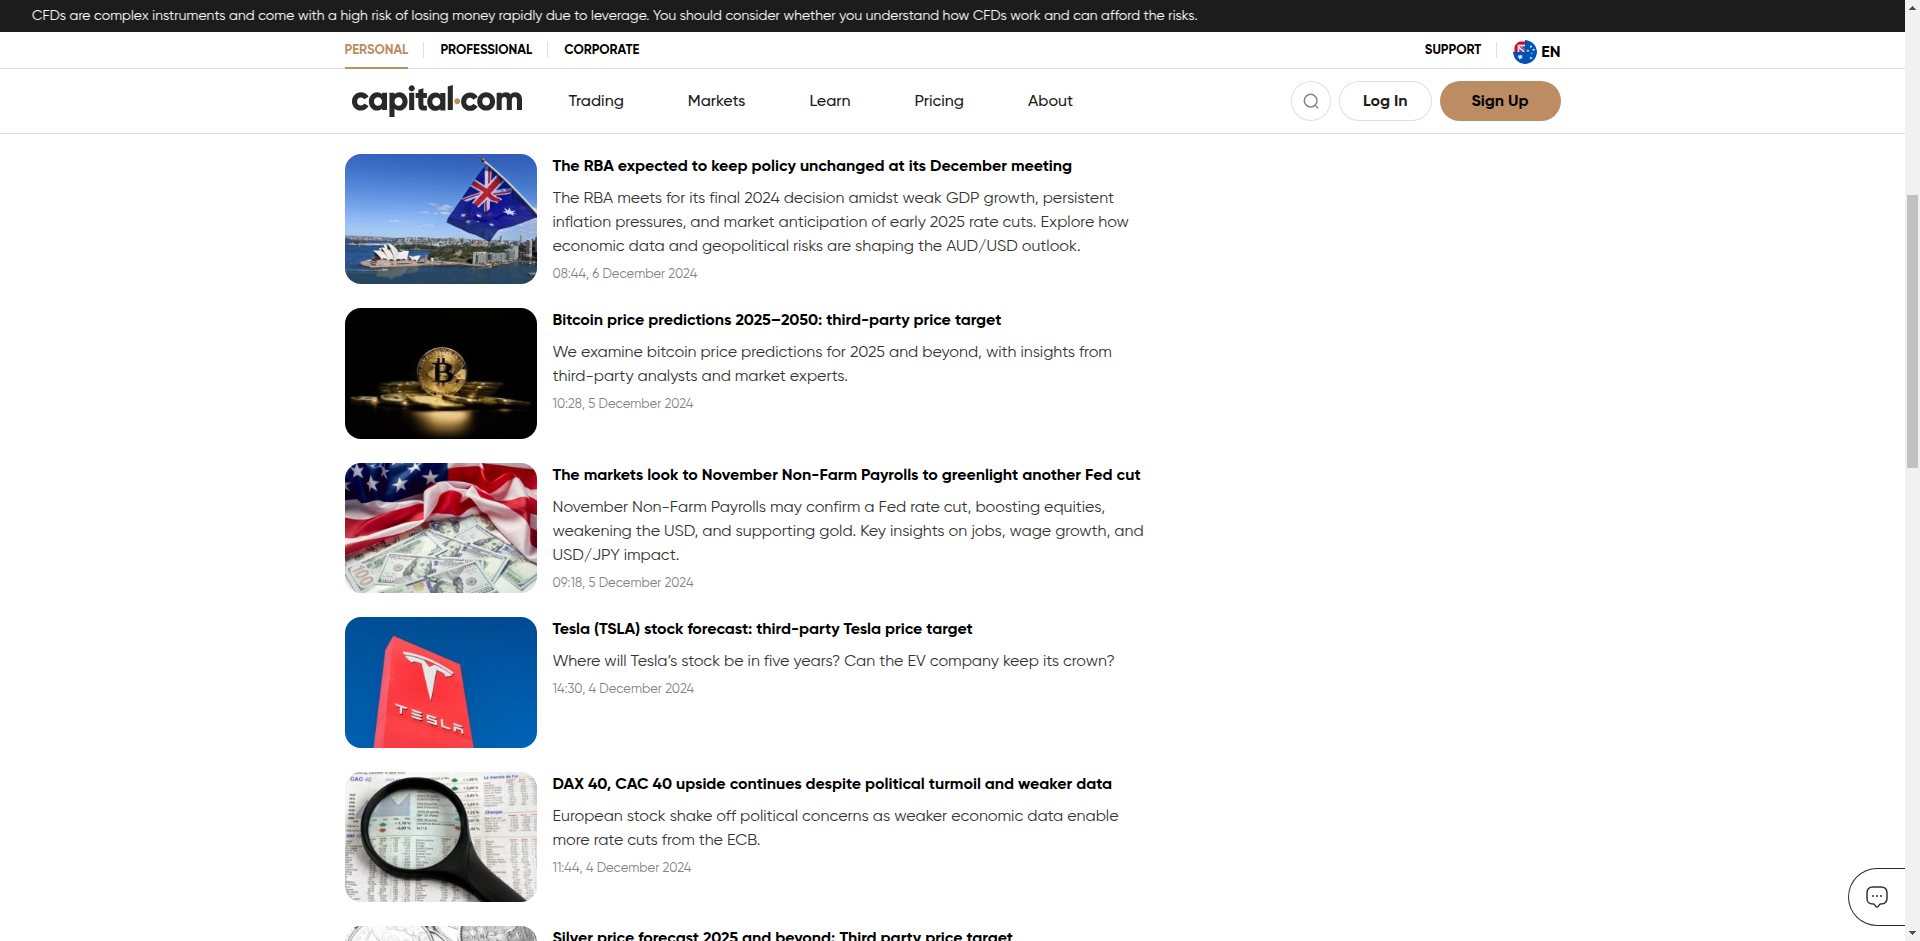 CFDs are complex instruments and come with a high risk of losing money rapidly due to leverage. You should consider whether you understand how CFDs work and can afford the risks.
PERSONAL
PROFESSIONAL
CORPORATE
SUPPORT
EN
capital.com
Trading
Markets
Learn
Pricing
About
Log In
Sign Up
The RBA expected to keep policy unchanged at its December meeting
The RBA meets for its final 2024 decision amidst weak GDP growth, persistent
inflation pressures, and market anticipation of early 2025 rate cuts. Explore how
economic data and geopolitical risks are shaping the AUD/USD outlook.
08:44, 6 December 2024
Bitcoin price predictions 2025–2050: third-party price target
We examine bitcoin price predictions for 2025 and beyond, with insights from
third-party analysts and market experts.
10:28, 5 December 2024
The markets look to November Non-Farm Payrolls to greenlight another Fed cut
November Non-Farm Payrolls may confirm a Fed rate cut, boosting equities,
weakening the USD, and supporting gold. Key insights on jobs, wage growth, and
USD/JPY impact.
09:18, 5 December 2024
TESLA
Tesla (TSLA) stock forecast: third-party Tesla price target
Where will Tesla’s stock be in five years? Can the EV company keep its crown?
14:30, 4 December 2024
CAC 40
DAX 40, CAC 40 upside continues despite political turmoil and weaker data
European stock shake off political concerns as weaker economic data enable
more rate cuts from the ECB.
11:44, 4 December 2024
Silver price forecast 2025 and beyond: Third party price target